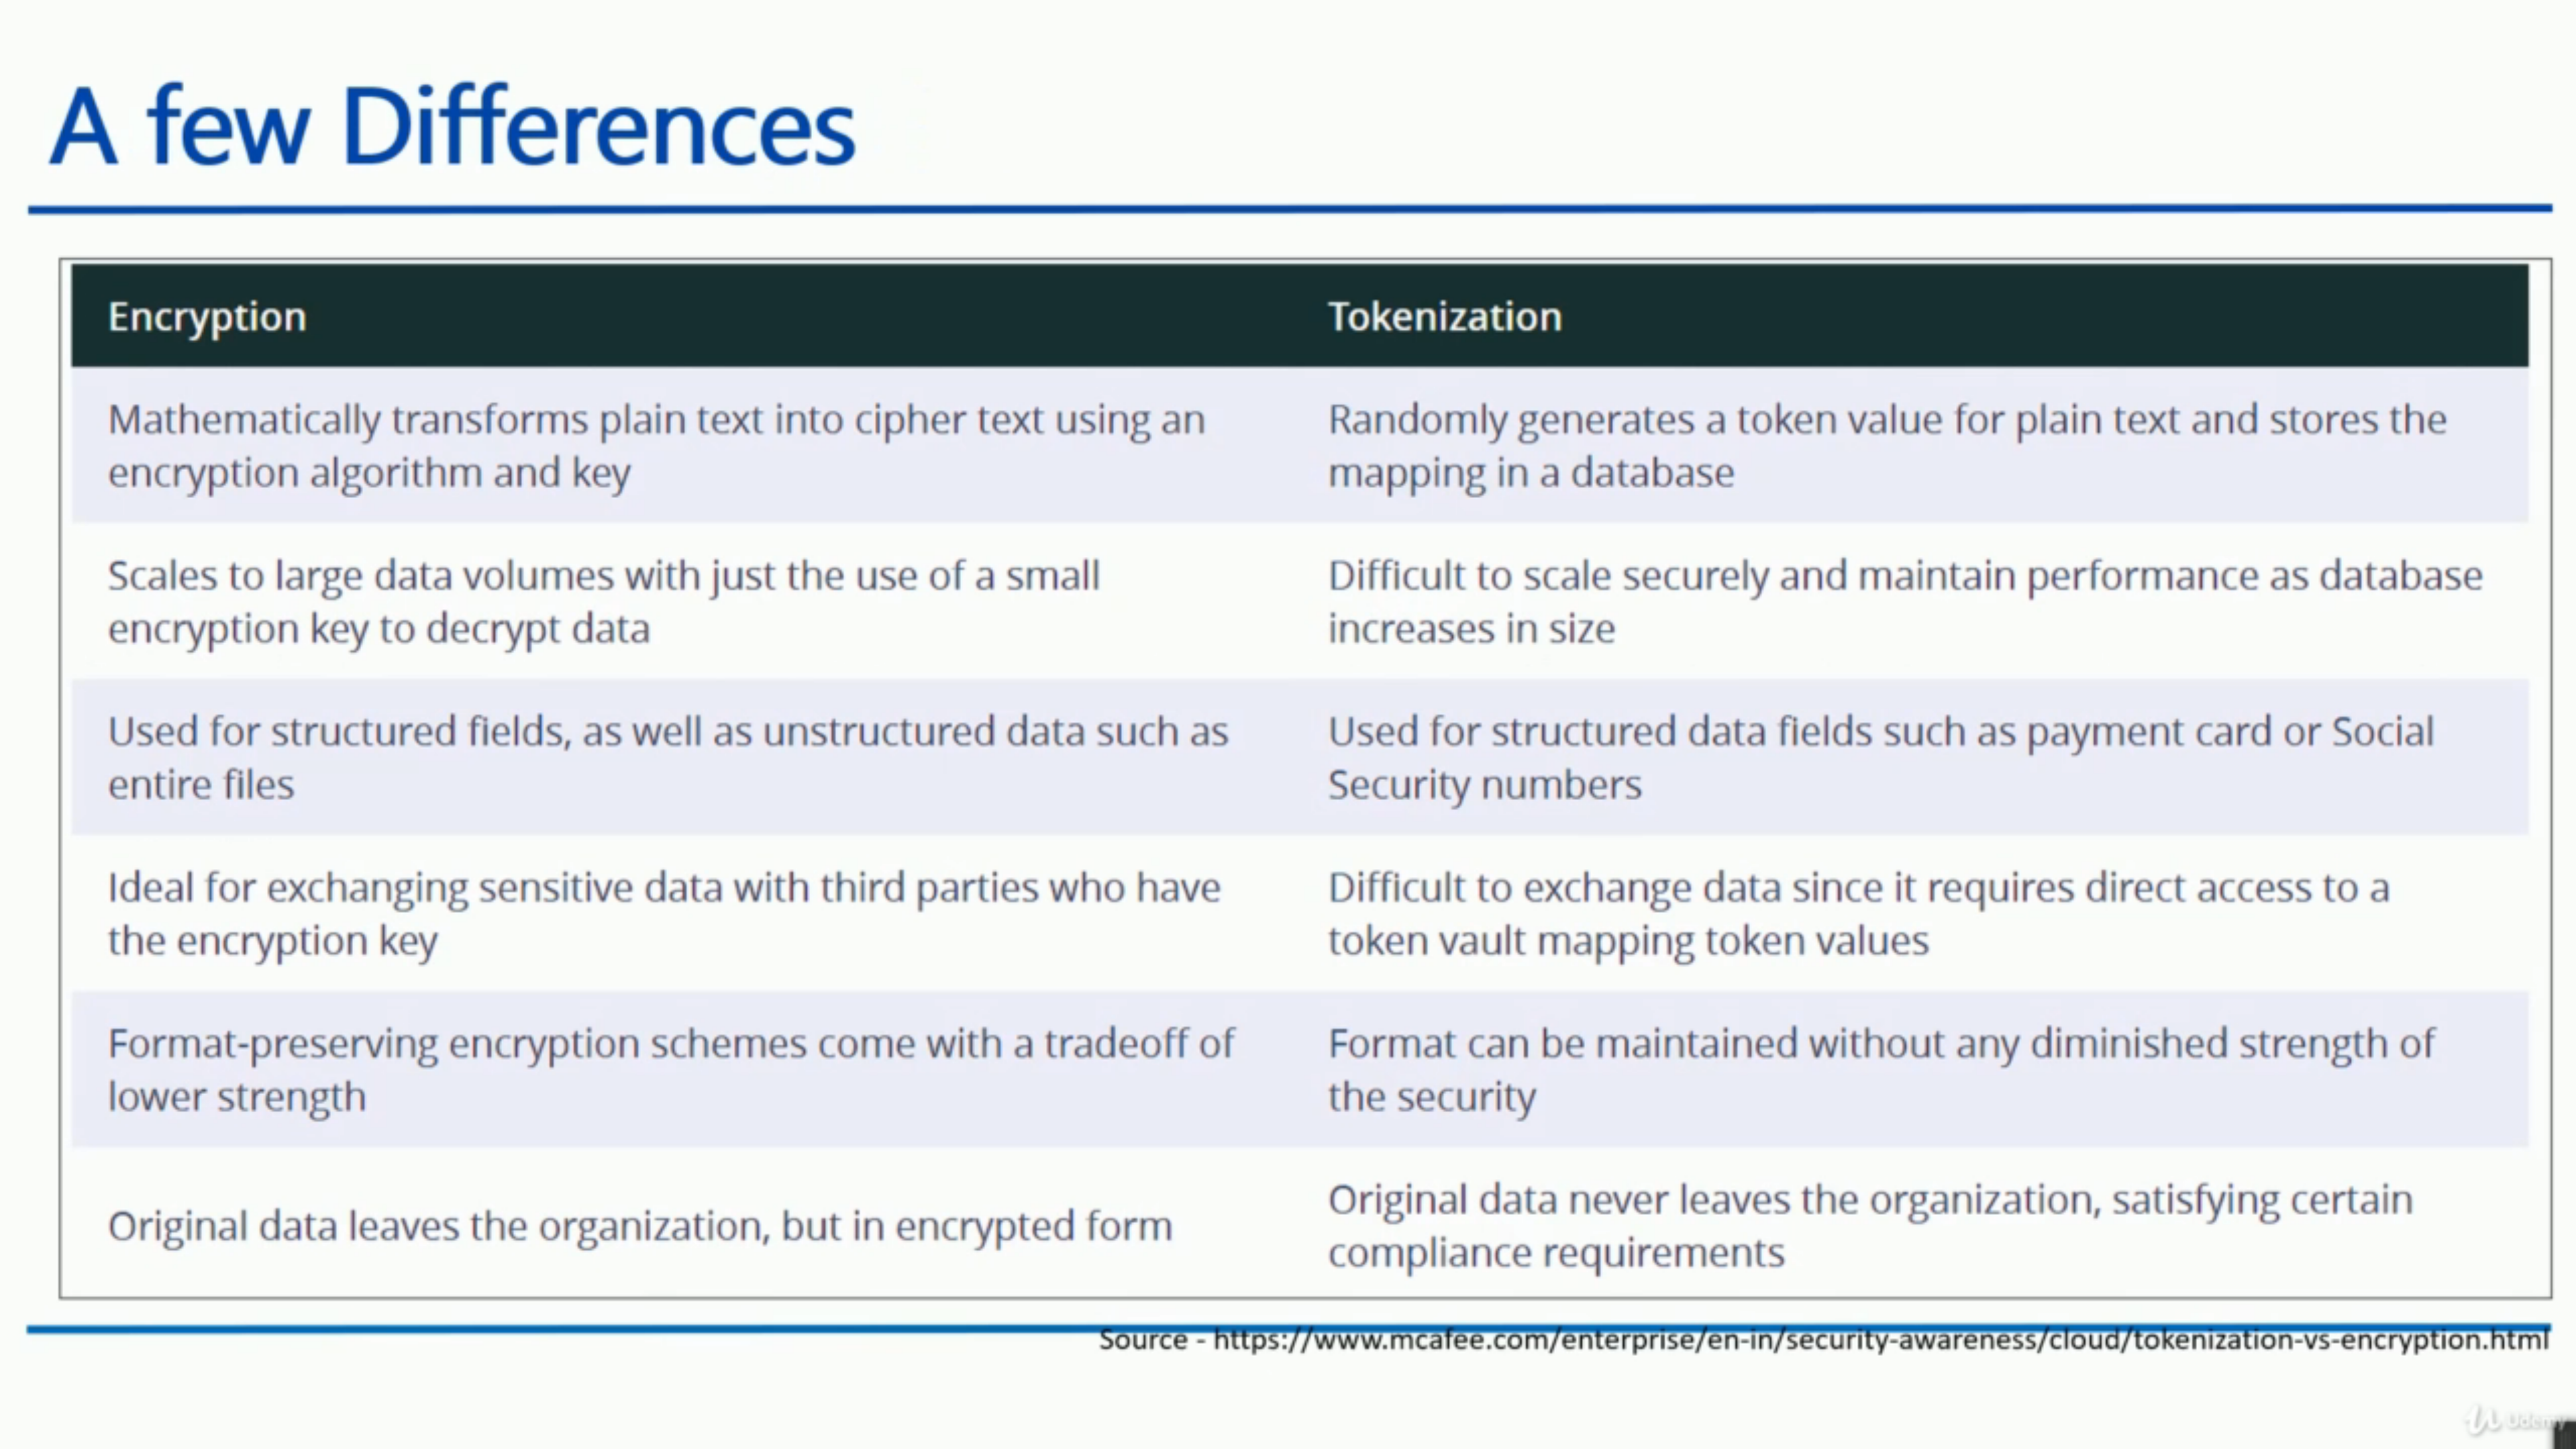 A few Differences
Encryption
Tokenization
Mathematically transforms plain text into cipher text using an
encryption algorithm and key
Randomly generates a token value for plain text and stores the
mapping in a database
Scales to large data volumes with just the use of a small
encryption key to decrypt data
Difficult to scale securely and maintain performance as database
increases in size
Used for structured fields, as well as unstructured data such as
entire files
Used for structured data fields such as payment card or Social
Security numbers
Ideal for exchanging sensitive data with third parties who have
the encryption key
Difficult to exchange data since it requires direct access to a
token vault mapping token values
Format-preserving encryption schemes come with a tradeoff of
lower strength
Format can be maintained without any diminished strength of
the security
Original data leaves the organization, but in encrypted form
Original data never leaves the organization, satisfying certain
compliance requirements
Source - https://www.mcafee.com/enterprise/en-in/security-awareness/cloud/tokenization-vs-encryption.html
Udemy